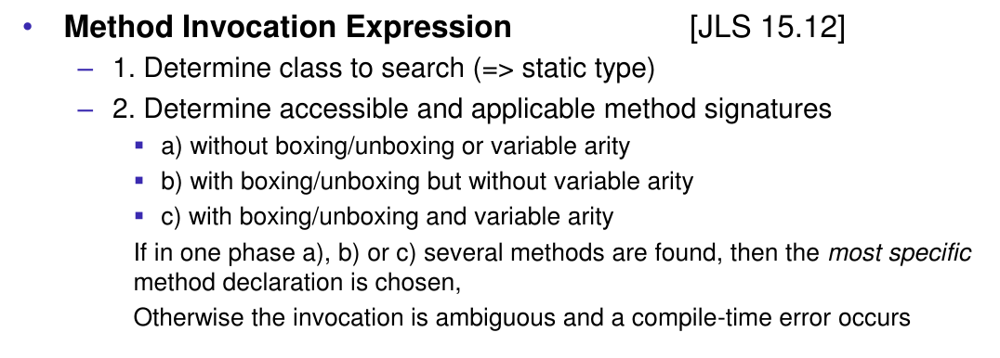 • Method Invocation Expression [JLS 15.12]
– 1. Determine class to search (=> static type)
– 2. Determine accessible and applicable method signatures
▪ a) without boxing/unboxing or variable arity
▪ b) with boxing/unboxing but without variable arity
▪ c) with boxing/unboxing and variable arity
If in one phase a), b) or c) several methods are found, then the most specific
method declaration is chosen,
Otherwise the invocation is ambiguous and a compile-time error occurs